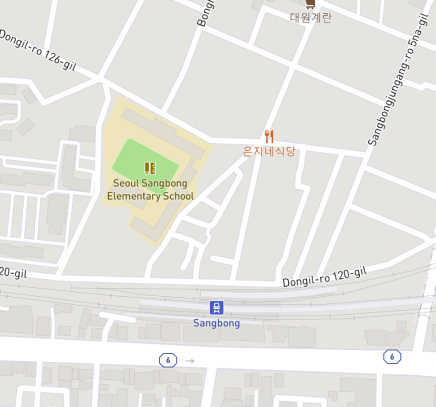 대원계란
Bong
Dongil-ro 126-gil
Sangbongjungang-ro 5na-gil
은지네식당
Seoul Sangbong
Elementary School
20-gil
Dongil-ro 120-gil
Sangbong
6
6